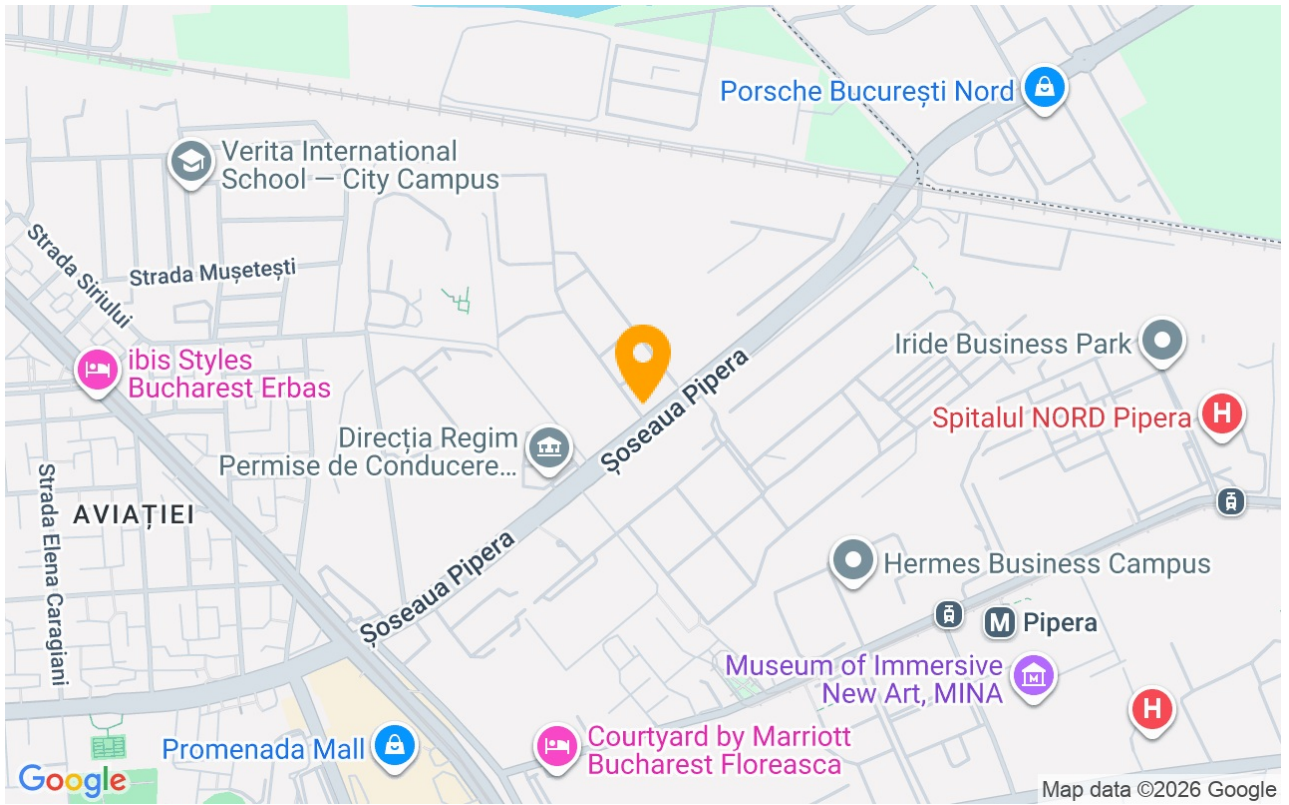 Porsche București Nord
Verita International
School — City Campus
Strada Siriului
Strada Mușetești
ibis Styles
Bucharest Erbas
Iride Business Park
Șoseaua Pipera
Spitalul NORD Pipera
H
Direcția Regim
Permise de Conducere...
Strada Elena Caragiani
AVIAȚIEI
Șoseaua Pipera
Hermes Business Campus
M Pipera
Museum of Immersive
New Art, MINA
M
H
Promenada Mall
Courtyard by Marriott
Bucharest Floreasca
Google
Map data ©2026 Google